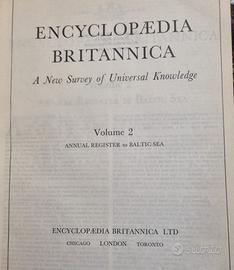 ENCYCLOPÆDIA
BRITANNICA
A New Survey of Universal Knowledge
Volume 2
ANNUAL REGISTER to BALTIC SEA
ENCYCLOPÆDIA BRITANNICA LTD
CHICAGO LONDON TORONTO
subito